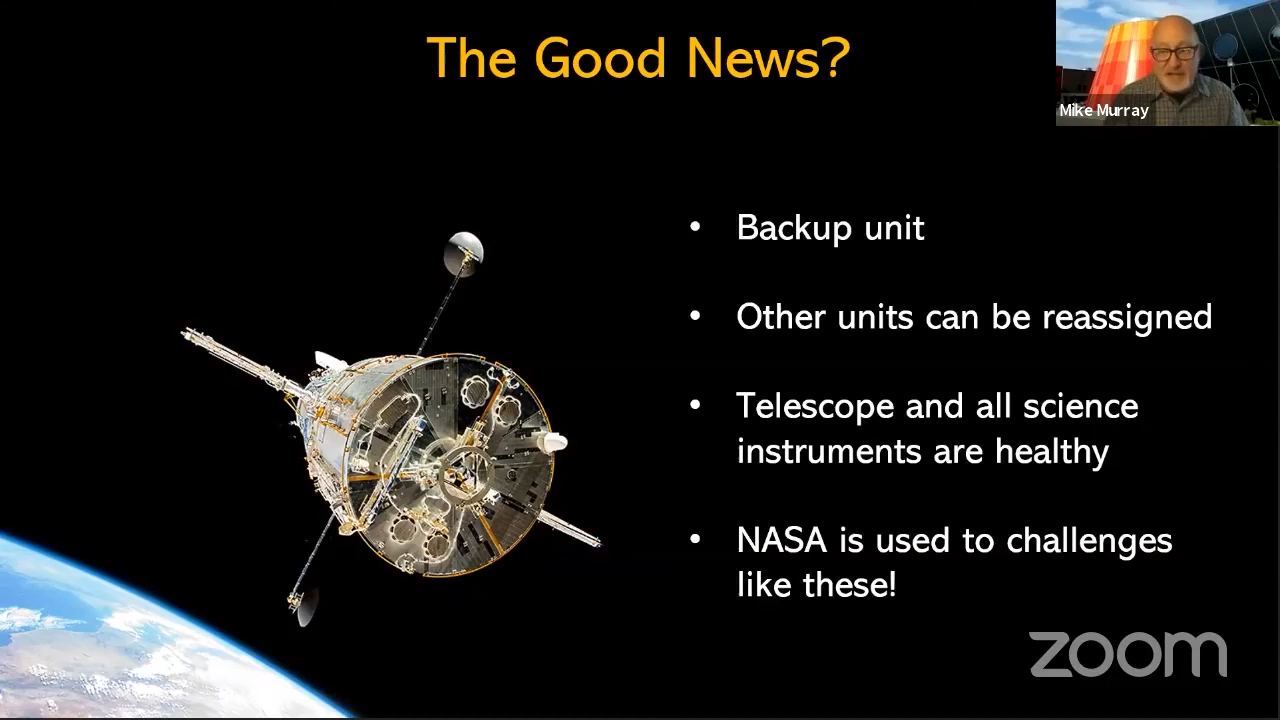 The Good News?
Mike Murray
• Backup unit
• Other units can be reassigned
• Telescope and all science
instruments are healthy
• NASA is used to challenges
like these!
zoom